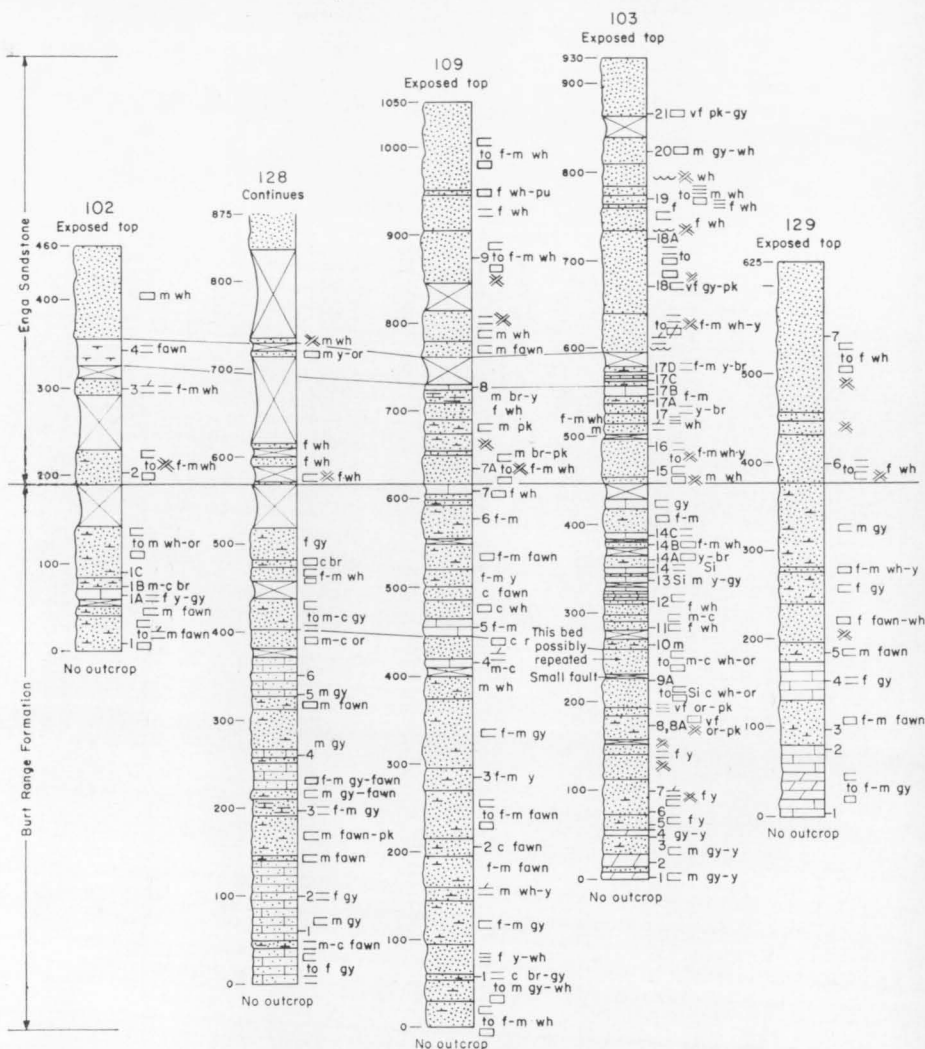 Enga Sandstone
Burt Range Formation
102
Exposed top
460
400
300
200
100
0
m wh
4 fawn
3 f-m wh
2 to f-m wh
to m wh-or
1C
1B m-c br
1A f y-gy
m fawn
to m fawn
1
No outcrop
128
Continues
875
800
700
600
500
400
300
200
100
0
m wh
m y-or
f wh
f wh
f-wh
f gy
c br
f-m wh
to m-c gy
m-c or
6
5 m gy
m fawn
m gy
4
f-m gy-fawn
m gy-fawn
3 f-m gy
m fawn-pk
m fawn
2 f gy
m gy
1
m-c fawn
to f gy
No outcrop
109
Exposed top
1050
1000
900
800
700
600
500
400
300
200
100
0
to f-m wh
f wh-pu
f wh
9 to f-m wh
m wh
m fawn
8
m br-y
f wh
m pk
m br-pk
7A to f-m wh
7 f wh
6 f-m
f-m fawn
f-m y
c fawn
c wh
5 f-m
c r
4
m-c
m wh
f-m gy
3 f-m y
to f-m fawn
2 c fawn
f-m fawn
m wh-y
f-m gy
f y-wh
1 c br-gy
to m gy-wh
to f-m wh
No outcrop
103
Exposed top
930
900
800
700
600
500
400
300
200
100
0
21 vf pk-gy
20 m gy-wh
wh
19 to m wh
f f wh
f wh
18A
to
18 vf gy-pk
to f-m wh-y
17D f-m y-br
17C
17B
17A f-m
17 y-br
f-m wh
m wh
16
to f-m wh-y
15
m wh
gy
f-m
14C
14B f-m wh
14A y-br
14 Si
13 Si m y-gy
12
f wh
m-c
11 f wh
This bed possibly repeated
10 m
to m-c wh-or
Small fault
9A
to Si c wh-or
vf or-pk
8,8A vf
or-pk
f y
7
f y
6
5 f y
4 gy-y
3
m gy-y
2
1 m gy-y
No outcrop
129
Exposed top
625
500
400
300
200
100
0
7
to f wh
6 to f wh
m gy
f-m wh-y
f gy
f fawn-wh
5 m fawn
4 f gy
f-m fawn
3
2
to f-m gy
1
No outcrop